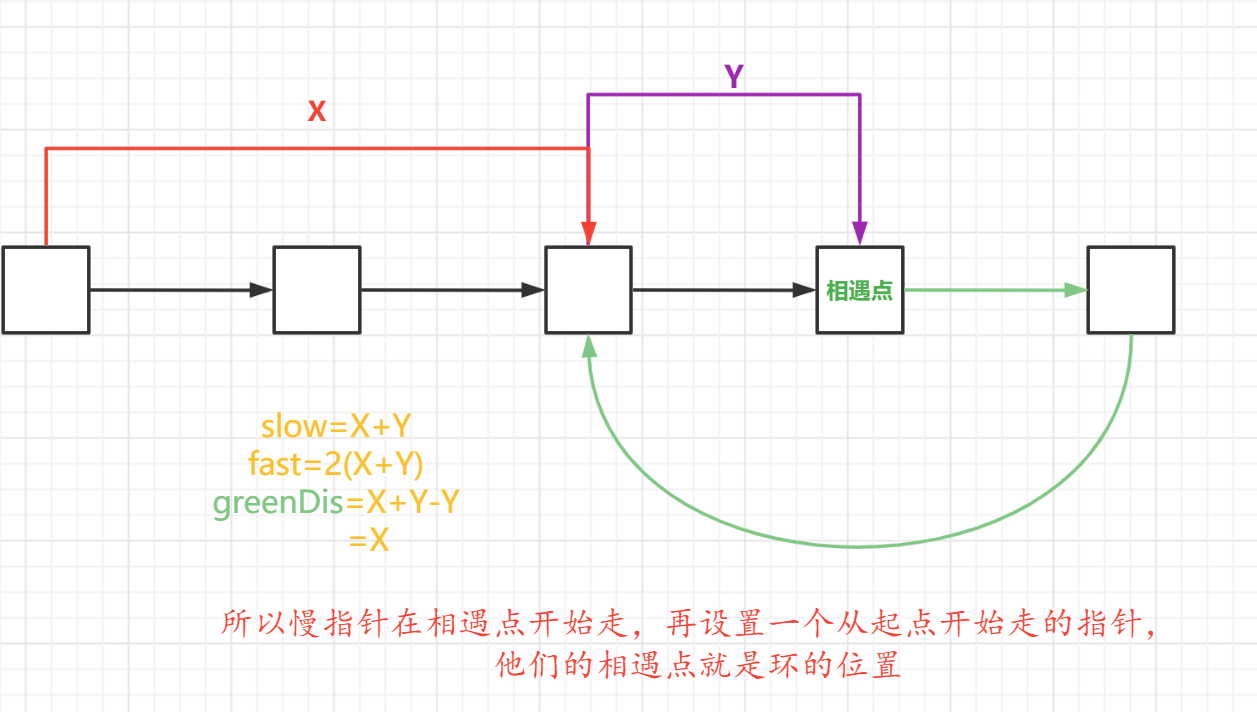 Y
X
相遇点
slow=X+Y
fast=2(X+Y)
greenDis=X+Y-Y
=X
所以慢指针在相遇点开始走，再设置一个从起点开始走的指针，
他们的相遇点就是环的位置